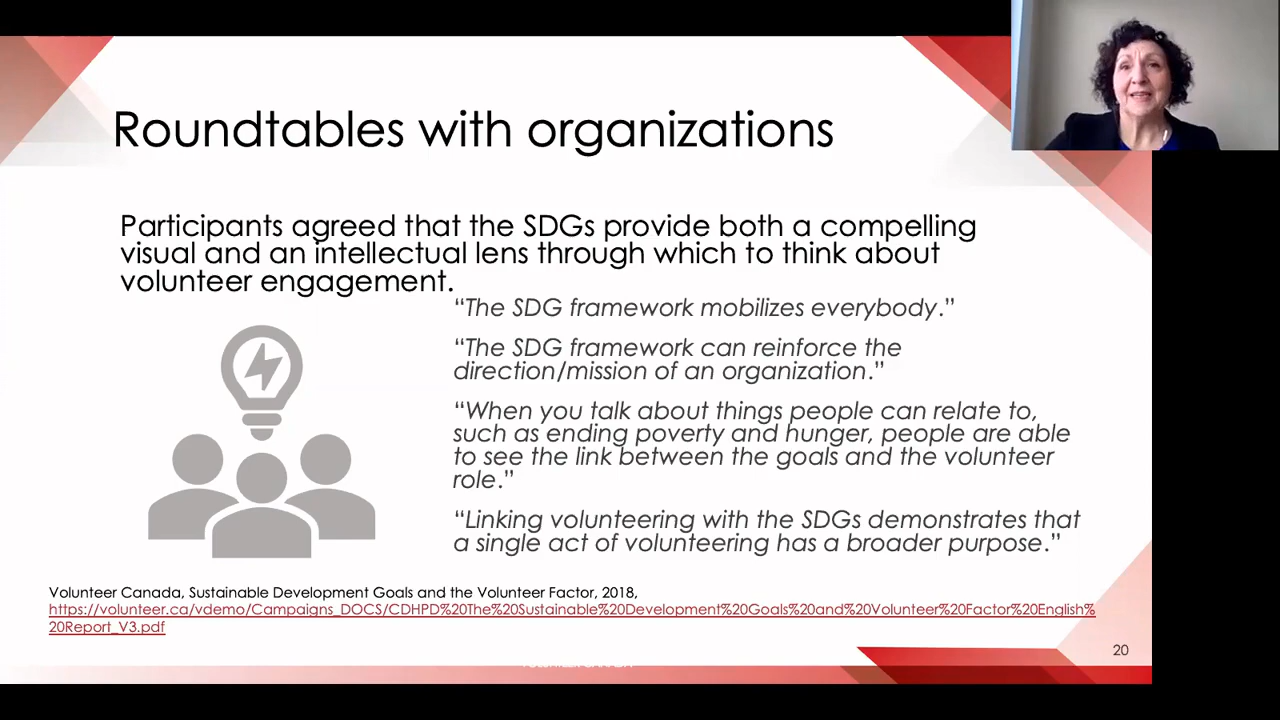 Roundtables with organizations
Participants agreed that the SDGs provide both a compelling
visual and an intellectual lens through which to think about
volunteer engagement.
“The SDG framework mobilizes everybody.”
“The SDG framework can reinforce the
direction/mission of an organization.”
“When you talk about things people can relate to,
such as ending poverty and hunger, people are able
to see the link between the goals and the volunteer
role.”
“Linking volunteering with the SDGs demonstrates that
a single act of volunteering has a broader purpose.”
Volunteer Canada, Sustainable Development Goals and the Volunteer Factor, 2018,
https://volunteer.ca/vdemo/Campaigns_DOCS/CDHPD%20The%20Sustainable%20Development%20Goals%20and%20Volunteer%20Factor%20English%
20Report_V3.pdf
20